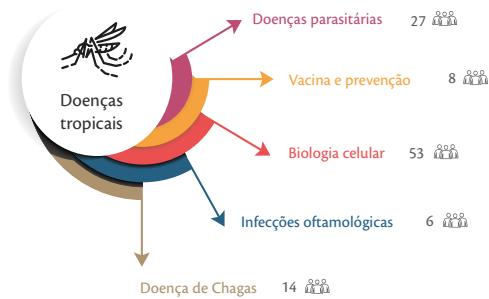 Doenças parasitárias 27
Vacina e prevenção 8
Doenças
tropicais
Biologia celular 53
Infecções oftamológicas 6
Doença de Chagas 14